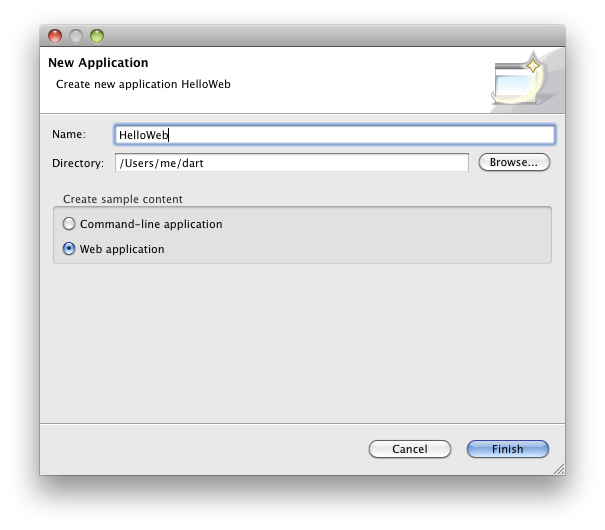 New Application
Create new application HelloWeb
Name: HelloWeb
Directory: /Users/me/dart Browse...
Create sample content
Command-line application
Web application
Cancel Finish